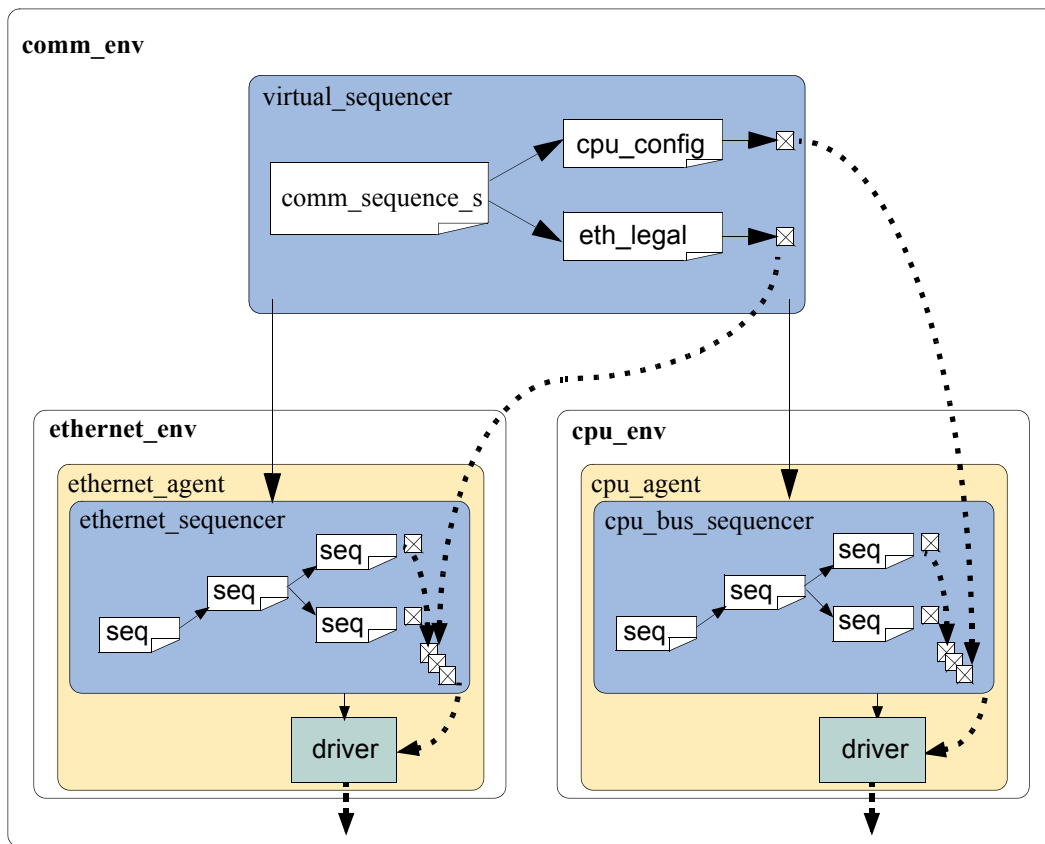 comm_env
virtual_sequencer
cpu_config
comm_sequence_s
eth_legal
ethernet_env
ethernet_agent
ethernet_sequencer
seq
seq
seq
seq
driver
cpu_env
cpu_agent
cpu_bus_sequencer
seq
seq
seq
seq
driver